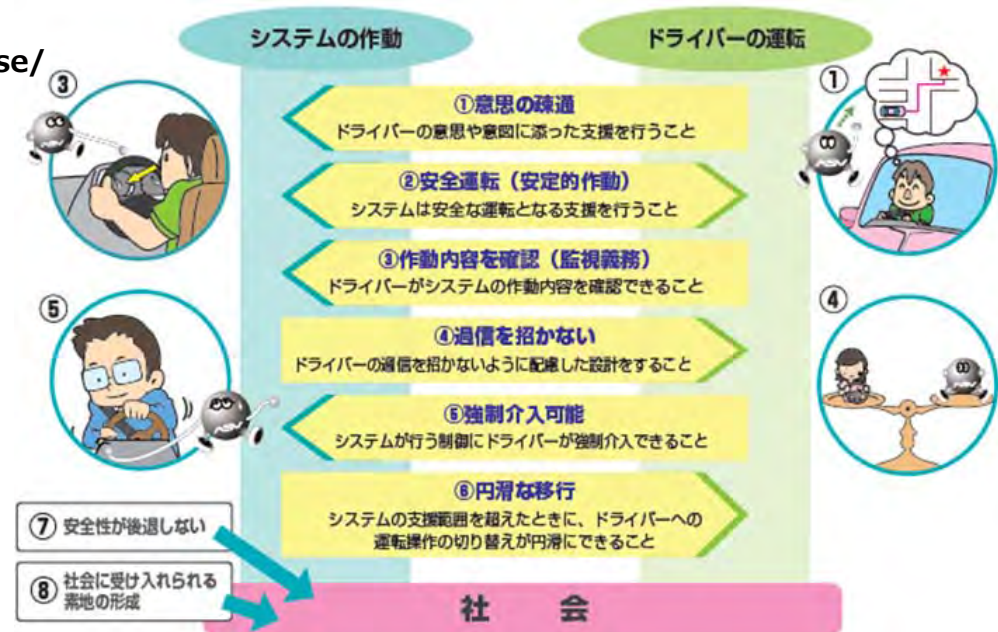 se/
システムの作動
ドライバーの運転
③
①
①意思の疎通
ドライバーの意思や意図に添った支援を行うこと
②安全運転（安定的作動）
システムは安全な運転となる支援を行うこと
③作動内容を確認（監視義務）
ドライバーがシステムの作動内容を確認できること
⑤
④
④過信を招かない
ドライバーの過信を招かないように配慮した設計をすること
⑤強制介入可能
システムが行う制御にドライバーが強制介入できること
⑥円滑な移行
システムの支援範囲を超えたときに、ドライバーへの
運転操作の切り替えが円滑にできること
⑦ 安全性が後退しない
⑧ 社会に受け入れられる
素地の形成
社 会